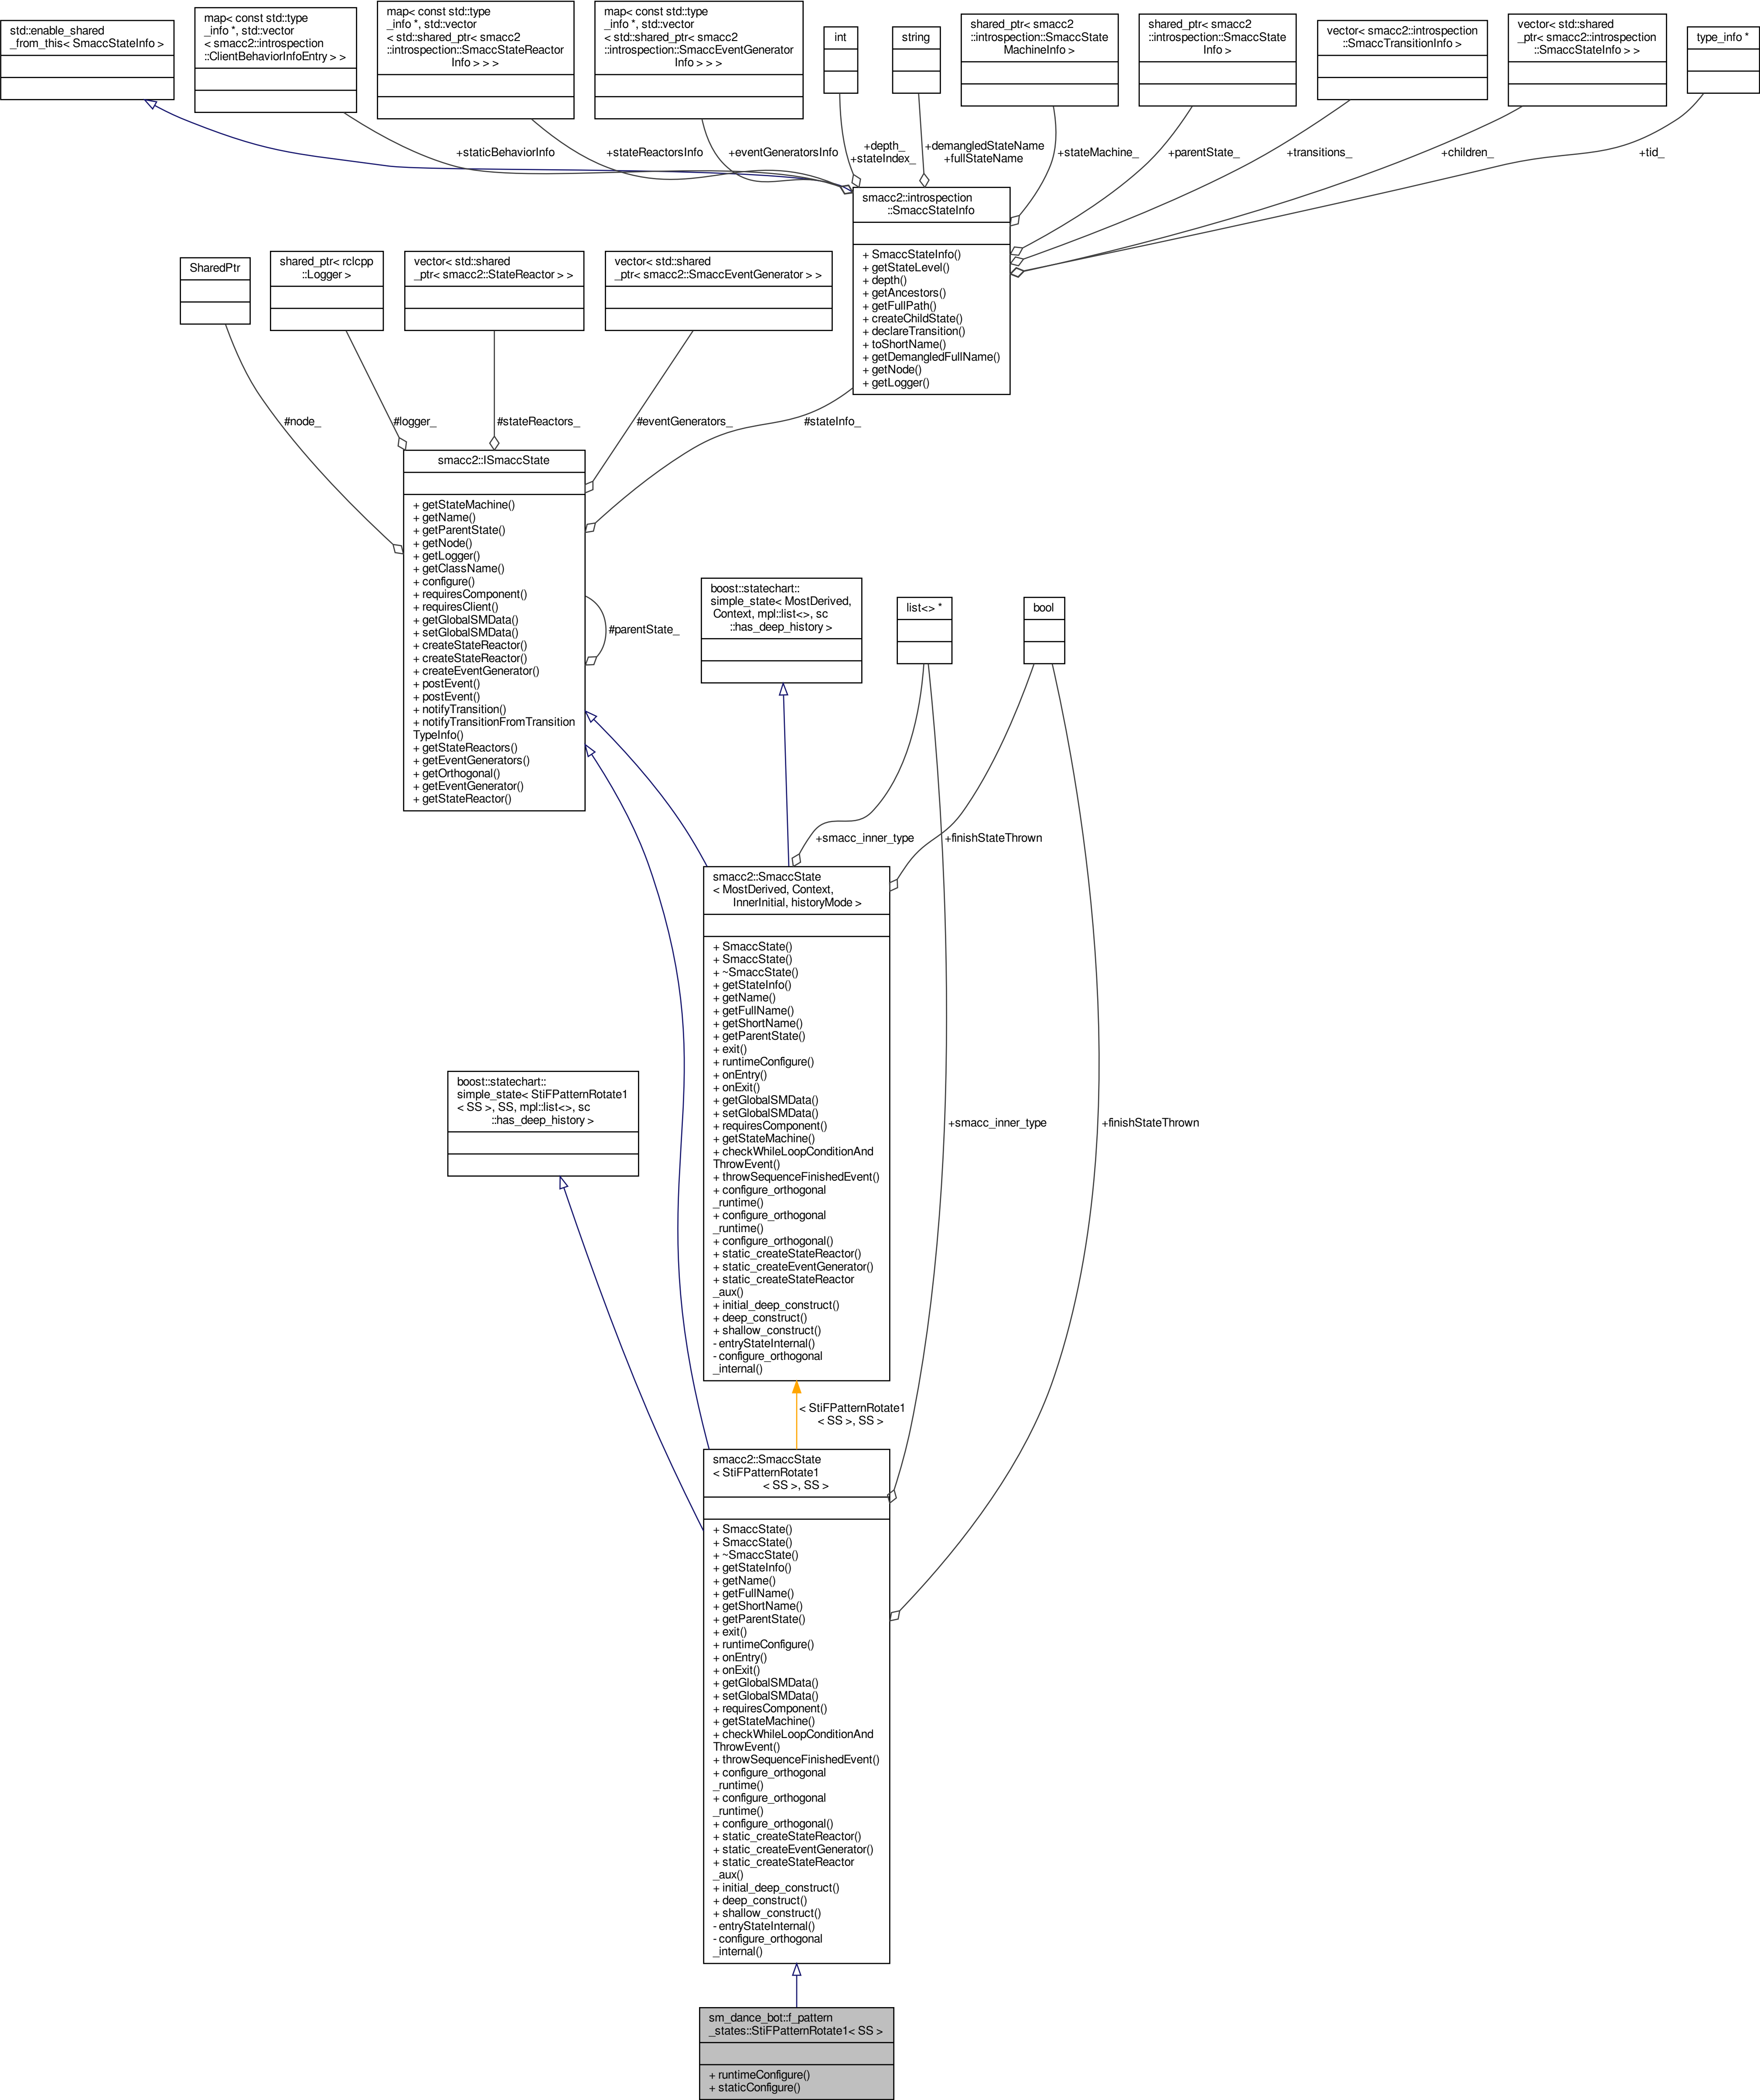 std::enable_shared
_from_this< SmaccStateInfo >
map< const std::type
_info *, std::vector
< smacc2::introspection
::ClientBehaviorInfoEntry > >
map< const std::type
_info *, std::vector
< std::shared_ptr< smacc2
::introspection::SmaccStateReactor
Info > > >
map< const std::type
_info *, std::vector
< std::shared_ptr< smacc2
::introspection::SmaccEventGenerator
Info > > >
int
string
shared_ptr< smacc2
::introspection::SmaccState
MachineInfo >
shared_ptr< smacc2
::introspection::SmaccState
Info >
vector< smacc2::introspection
::SmaccTransitionInfo >
vector< std::shared
_ptr< smacc2::introspection
::SmaccStateInfo > >
type_info *
+staticBehaviorInfo
+stateReactorsInfo
+eventGeneratorsInfo
+depth_
+stateIndex_
+demangledStateName
+fullStateName
+stateMachine_
+parentState_
+transitions_
+children_
+tid_
smacc2::introspection
::SmaccStateInfo
+ SmaccStateInfo()
+ getStateLevel()
+ depth()
+ getAncestors()
+ getFullPath()
+ createChildState()
+ declareTransition()
+ toShortName()
+ getDemangledFullName()
+ getNode()
+ getLogger()
SharedPtr
shared_ptr< rclcpp
::Logger >
vector< std::shared
_ptr< smacc2::StateReactor > >
vector< std::shared
_ptr< smacc2::SmaccEventGenerator > >
#node_
#logger_
#stateReactors_
#eventGenerators_
#stateInfo_
smacc2::ISmaccState
+ getStateMachine()
+ getName()
+ getParentState()
+ getNode()
+ getLogger()
+ getClassName()
+ configure()
+ requiresComponent()
+ requiresClient()
+ getGlobalSMData()
+ setGlobalSMData()
+ createStateReactor()
+ createStateReactor()
+ createEventGenerator()
+ postEvent()
+ postEvent()
+ notifyTransition()
+ notifyTransitionFromTransition
TypeInfo()
+ getStateReactors()
+ getEventGenerators()
+ getOrthogonal()
+ getEventGenerator()
+ getStateReactor()
#parentState_
boost::statechart::
simple_state< MostDerived,
Context, mpl::list<>, sc
::has_deep_history >
list<> *
bool
+smacc_inner_type
+finishStateThrown
smacc2::SmaccState
< MostDerived, Context,
InnerInitial, historyMode >
+ SmaccState()
+ SmaccState()
+ ~SmaccState()
+ getStateInfo()
+ getName()
+ getFullName()
+ getShortName()
+ getParentState()
+ exit()
+ runtimeConfigure()
+ onEntry()
+ onExit()
+ getGlobalSMData()
+ setGlobalSMData()
+ requiresComponent()
+ getStateMachine()
+ checkWhileLoopConditionAnd
ThrowEvent()
+ throwSequenceFinishedEvent()
+ configure_orthogonal
_runtime()
+ configure_orthogonal
_runtime()
+ configure_orthogonal()
+ static_createStateReactor()
+ static_createEventGenerator()
+ static_createStateReactor
_aux()
+ initial_deep_construct()
+ deep_construct()
+ shallow_construct()
- entryStateInternal()
- configure_orthogonal
_internal()
boost::statechart::
simple_state< StiFPatternRotate1
< SS >, SS, mpl::list<>, sc
::has_deep_history >
+smacc_inner_type
+finishStateThrown
< StiFPatternRotate1
< SS >, SS >
smacc2::SmaccState
< StiFPatternRotate1
< SS >, SS >
+ SmaccState()
+ SmaccState()
+ ~SmaccState()
+ getStateInfo()
+ getName()
+ getFullName()
+ getShortName()
+ getParentState()
+ exit()
+ runtimeConfigure()
+ onEntry()
+ onExit()
+ getGlobalSMData()
+ setGlobalSMData()
+ requiresComponent()
+ getStateMachine()
+ checkWhileLoopConditionAnd
ThrowEvent()
+ throwSequenceFinishedEvent()
+ configure_orthogonal
_runtime()
+ configure_orthogonal
_runtime()
+ configure_orthogonal()
+ static_createStateReactor()
+ static_createEventGenerator()
+ static_createStateReactor
_aux()
+ initial_deep_construct()
+ deep_construct()
+ shallow_construct()
- entryStateInternal()
- configure_orthogonal
_internal()
sm_dance_bot::f_pattern
_states::StiFPatternRotate1< SS >
+ runtimeConfigure()
+ staticConfigure()